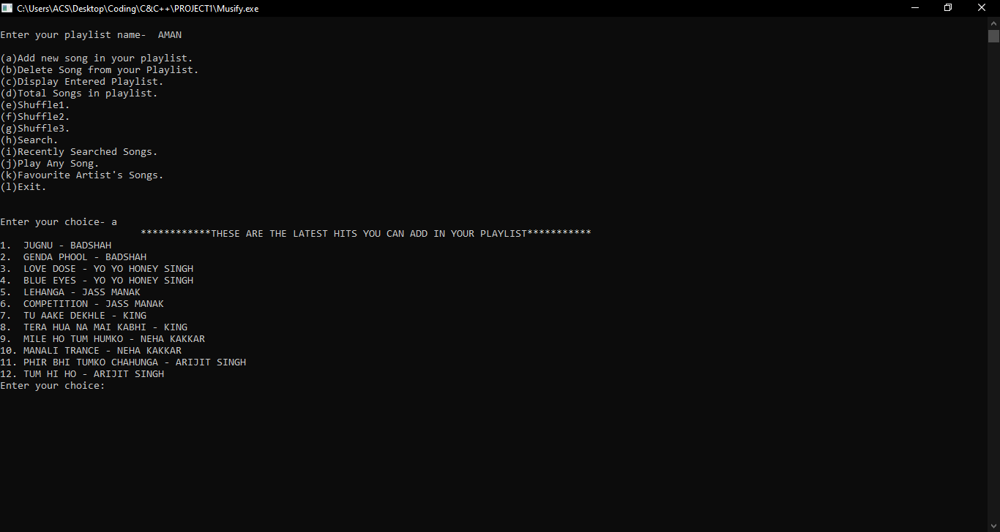 C:\Users\ACS\Desktop\Coding\C&C++\PROJECT1\Musify.exe
Enter your playlist name-  AMAN
(a)Add new song in your playlist.
(b)Delete Song from your Playlist.
(c)Display Entered Playlist.
(d)Total Songs in playlist.
(e)Shuffle1.
(f)Shuffle2.
(g)Shuffle3.
(h)Search.
(i)Recently Searched Songs.
(j)Play Any Song.
(k)Favourite Artist's Songs.
(l)Exit.
Enter your choice- a
************THESE ARE THE LATEST HITS YOU CAN ADD IN YOUR PLAYLIST***********
1.  JUGNU - BADSHAH
2.  GENDA PHOOL - BADSHAH
3.  LOVE DOSE - YO YO HONEY SINGH
4.  BLUE EYES - YO YO HONEY SINGH
5.  LEHANGA - JASS MANAK
6.  COMPETITION - JASS MANAK
7.  TU AAKE DEKHLE - KING
8.  TERA HUA NA MAI KABHI - KING
9.  MILE HO TUM HUMKO - NEHA KAKKAR
10. MANALI TRANCE - NEHA KAKKAR
11. PHIR BHI TUMKO CHAHUNGA - ARIJIT SINGH
12. TUM HI HO - ARIJIT SINGH
Enter your choice: